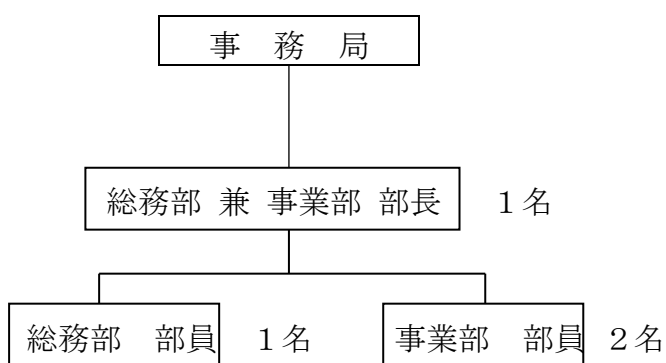 事　務　局
総務部 兼 事業部 部長　１名
総務部　部員　１名　事業部　部員　２名